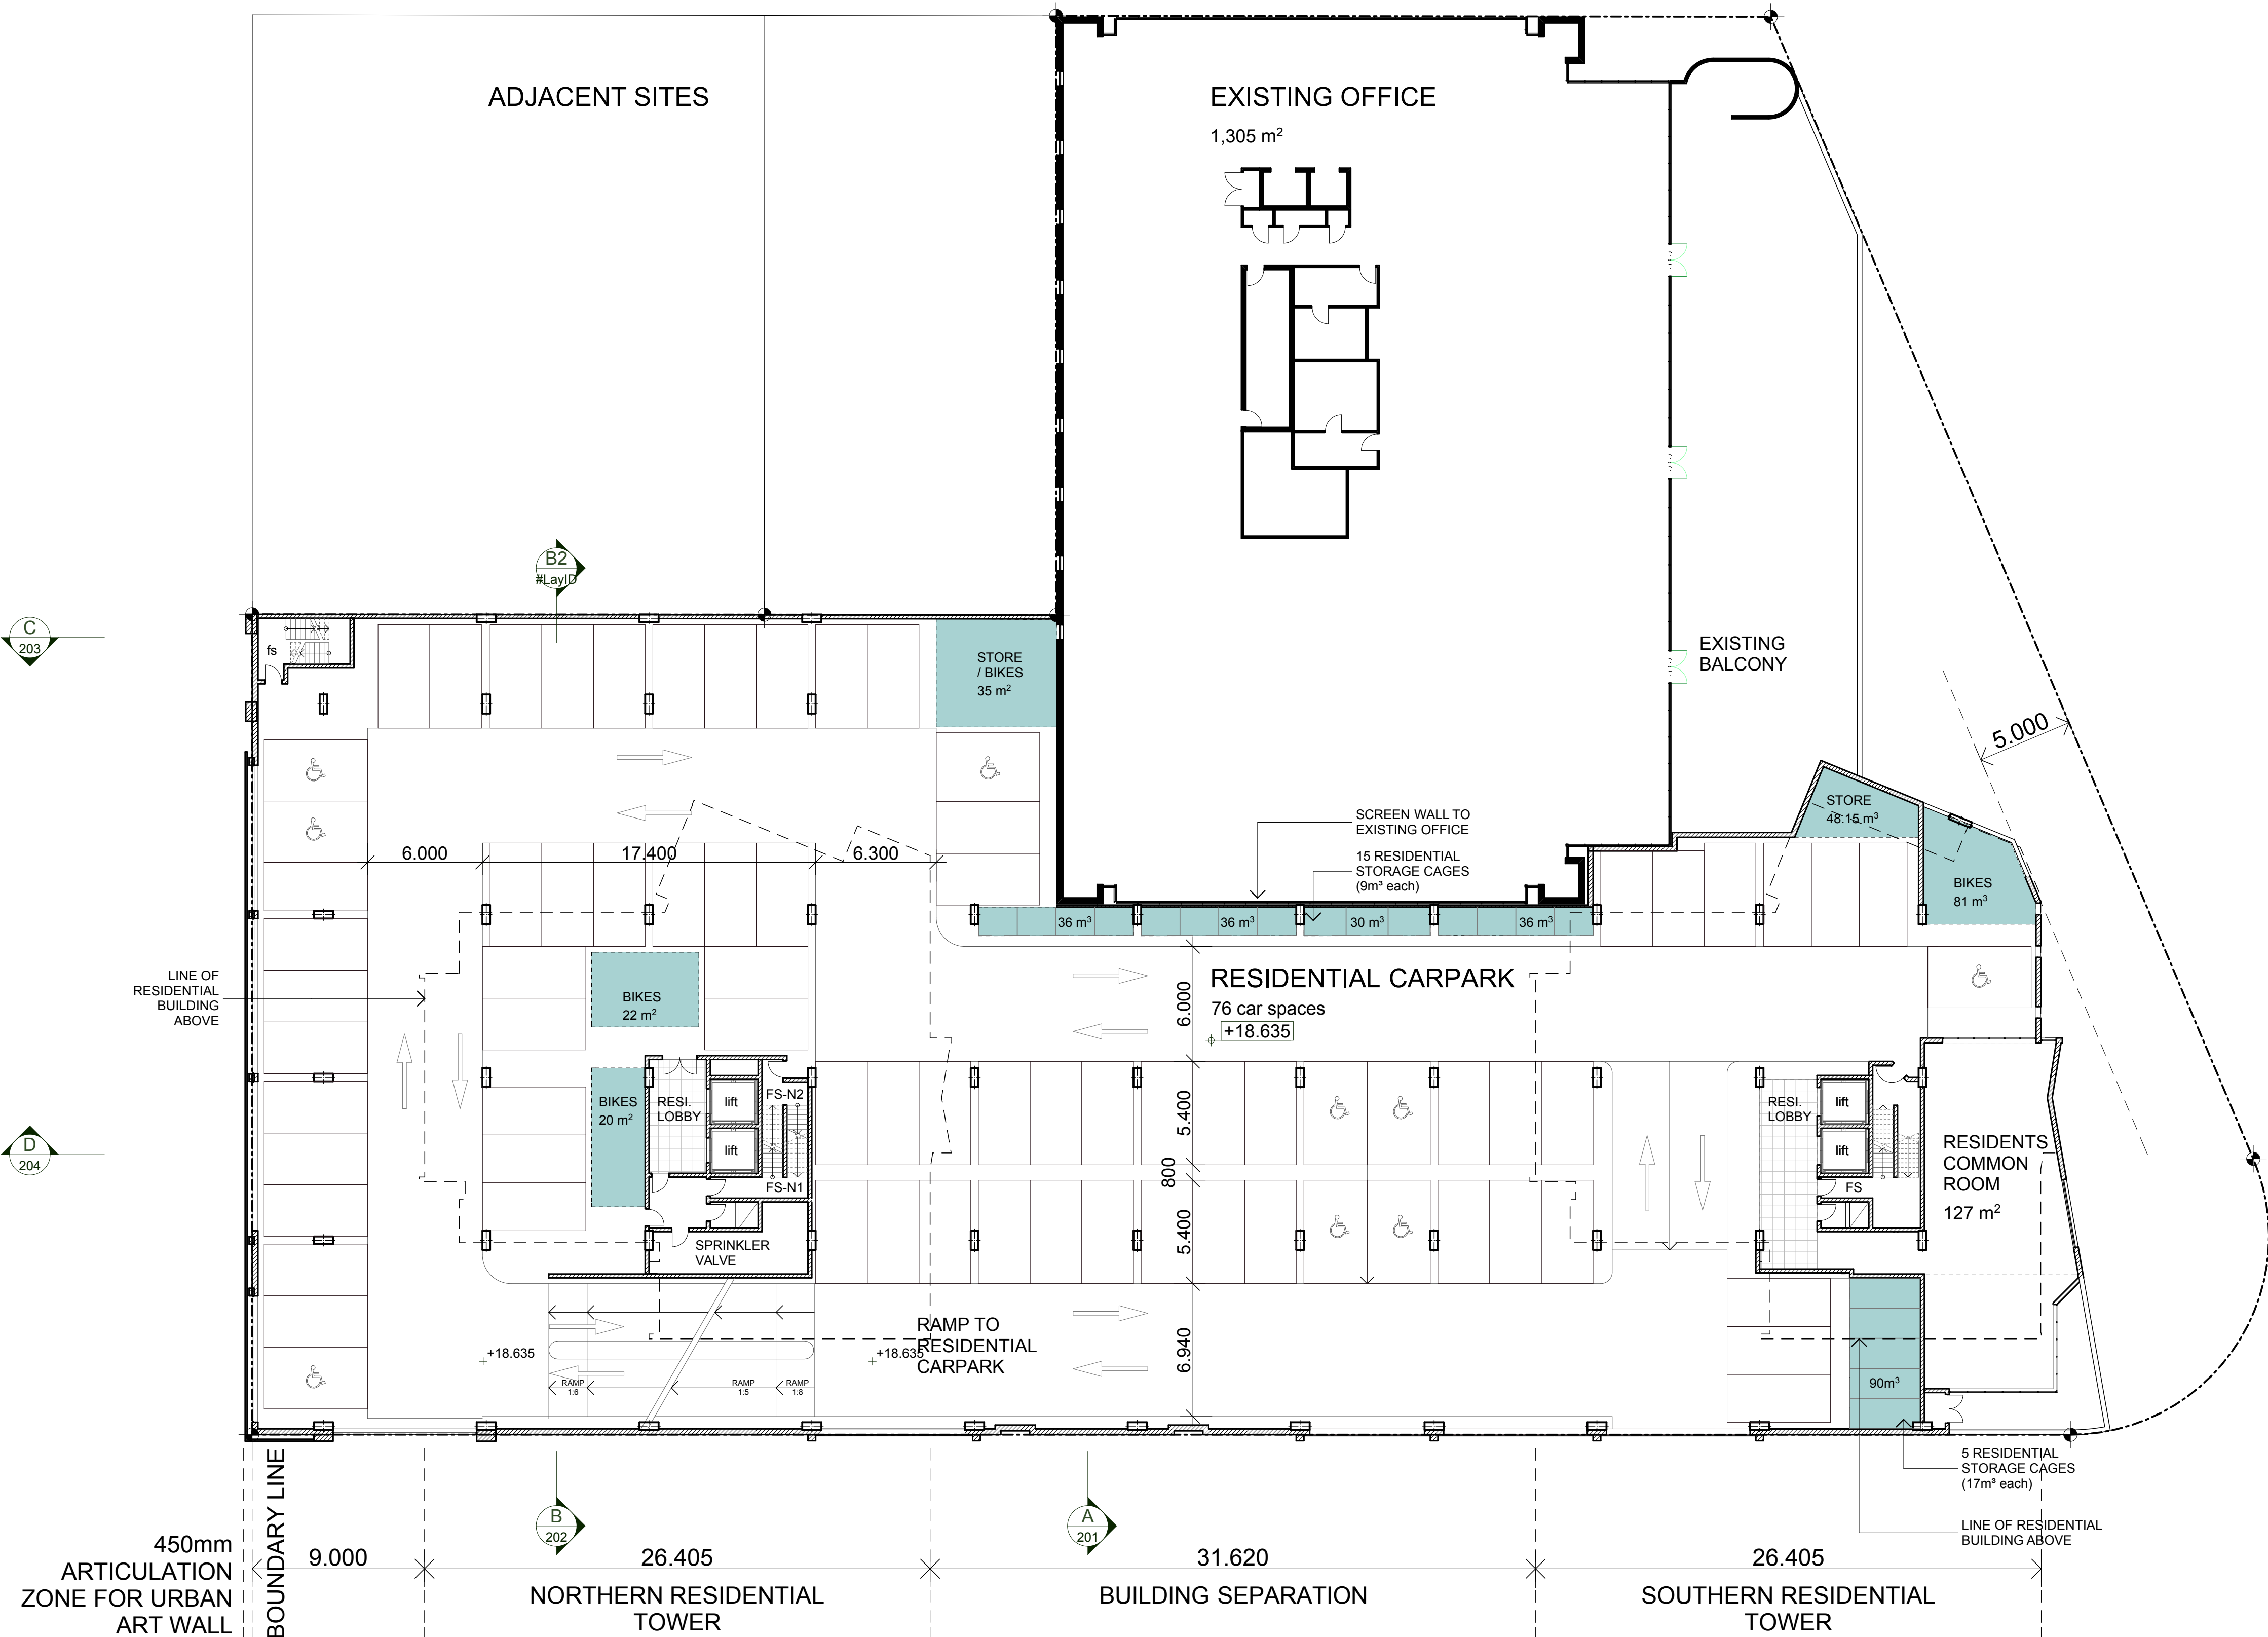 ADJACENT SITES
EXISTING OFFICE
1,305 m²
B2
#LayID
C
203
fs
STORE
/ BIKES
35 m²
EXISTING
BALCONY
5.000
STORE
48.15 m³
SCREEN WALL TO
EXISTING OFFICE
15 RESIDENTIAL
STORAGE CAGES
(9m³ each)
6.000
17.400
6.300
BIKES
81 m³
36 m³
36 m³
30 m³
36 m³
LINE OF
RESIDENTIAL
BUILDING
ABOVE
BIKES
22 m²
RESIDENTIAL CARPARK
76 car spaces
+18.635
6.000
BIKES
20 m²
RESI.
LOBBY
lift
lift
FS-N2
FS-N1
5.400
800
5.400
RESI.
LOBBY
lift
lift
FS
RESIDENTS
COMMON
ROOM
127 m²
D
204
SPRINKLER
VALVE
RAMP TO
RESIDENTIAL
CARPARK
+18.635
+18.635
6.940
RAMP
1:6
RAMP
1:5
RAMP
1:8
90m³
5 RESIDENTIAL
STORAGE CAGES
(17m³ each)
LINE OF RESIDENTIAL
BUILDING ABOVE
B
202
A
201
BOUNDARY LINE
450mm
ARTICULATION
ZONE FOR URBAN
ART WALL
9.000
26.405
31.620
26.405
NORTHERN RESIDENTIAL
TOWER
BUILDING SEPARATION
SOUTHERN RESIDENTIAL
TOWER